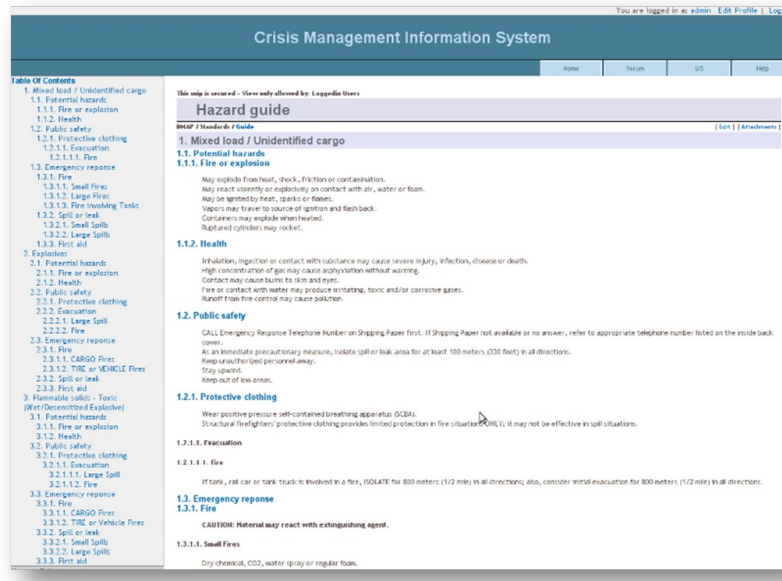 You are logged in as admin Edit Profile | Log
Crisis Management Information System
Home Forum GIS Help
Table Of Contents
1. Mixed load / Unidentified cargo
1.1. Potential hazards
1.1.1. Fire or explosion
1.1.2. Health
1.2. Public safety
1.2.1. Protective clothing
1.2.1.1. Evacuation
1.2.1.1.1. Fire
1.3. Emergency reponse
1.3.1. Fire
1.3.1.1. Small Fires
1.3.1.2. Large Fires
1.3.1.3. Fire involving Tanks
1.3.2. Spill or leak
1.3.2.1. Small Spills
1.3.2.2. Large Spills
1.3.3. First aid
2. Explosives
2.1. Potential hazards
2.1.1. Fire or explosion
2.1.2. Health
2.2. Public safety
2.2.1. Protective clothing
2.2.2. Evacuation
2.2.2.1. Large Spill
2.2.2.2. Fire
2.3. Emergency reponse
2.3.1. Fire
2.3.1.1. CARGO Fires
2.3.1.2. TIRE or VEHICLE Fires
2.3.2. Spill or leak
2.3.3. First aid
3. Flammable solids - Toxic
(Wet/Desensitized Explosive)
3.1. Potential hazards
3.1.1. Fire or explosion
3.1.2. Health
3.2. Public safety
3.2.1. Protective clothing
3.2.1.1. Evacuation
3.2.1.1.1. Large Spill
3.2.1.1.2. Fire
3.3. Emergency reponse
3.3.1. Fire
3.3.1.1. CARGO Fires
3.3.1.2. TIRE or Vehicle Fires
3.3.2. Spill or leak
3.3.2.1. Small Spills
3.3.2.2. Large Spills
3.3.3. First aid
This snip is secured - View only allowed by: Loggedin Users
Hazard guide
DMAP / Standards / Guide [ Edit ] [ Attachments ]
1. Mixed load / Unidentified cargo
1.1. Potential hazards
1.1.1. Fire or explosion
May explode from heat, shock, friction or contamination.
May react violently or explosively on contact with air, water or foam.
May be ignited by heat, sparks or flames.
Vapors may travel to source of ignition and flash back.
Containers may explode when heated.
Ruptured cylinders may rocket.
1.1.2. Health
Inhalation, ingestion or contact with substance may cause severe injury, infection, disease or death.
High concentration of gas may cause asphyxiation without warning.
Contact may cause burns to skin and eyes.
Fire or contact with water may produce irritating, toxic and/or corrosive gases.
Runoff from fire control may cause polution.
1.2. Public safety
CALL Emergency Response Telephone Number on Shipping Paper first. If Shipping Paper not available or no answer, refer to appropriate telephone number listed on the inside back
cover.
As an immediate precautionary measure, isolate spill or leak area for at least 100 meters (330 feet) in all directions.
Keep unauthorized personnel away.
Stay upwind.
Keep out of low areas.
1.2.1. Protective clothing
Wear positive pressure self-contained breathing apparatus (SCBA).
Structural firefighters' protective clothing provides limited protection in fire situations ONLY; it may not be effective in spill situations.
1.2.1.1. Evacuation
1.2.1.1.1. Fire
If tank, rail car or tank truck is involved in a fire, ISOLATE for 800 meters (1/2 mile) in all directions; also, consider initial evacuation for 800 meters (1/2 mile) in all directions.
1.3. Emergency reponse
1.3.1. Fire
CAUTION: Material may react with extinguishing agent.
1.3.1.1. Small Fires
Dry chemical, CO2, water spray or regular foam.